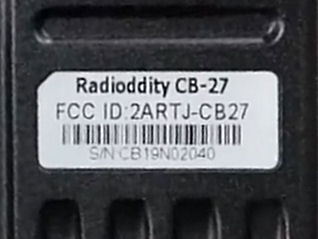 Radioddity CB-27
FCC ID:2ARTJ-CB27
S/N CB19N02040